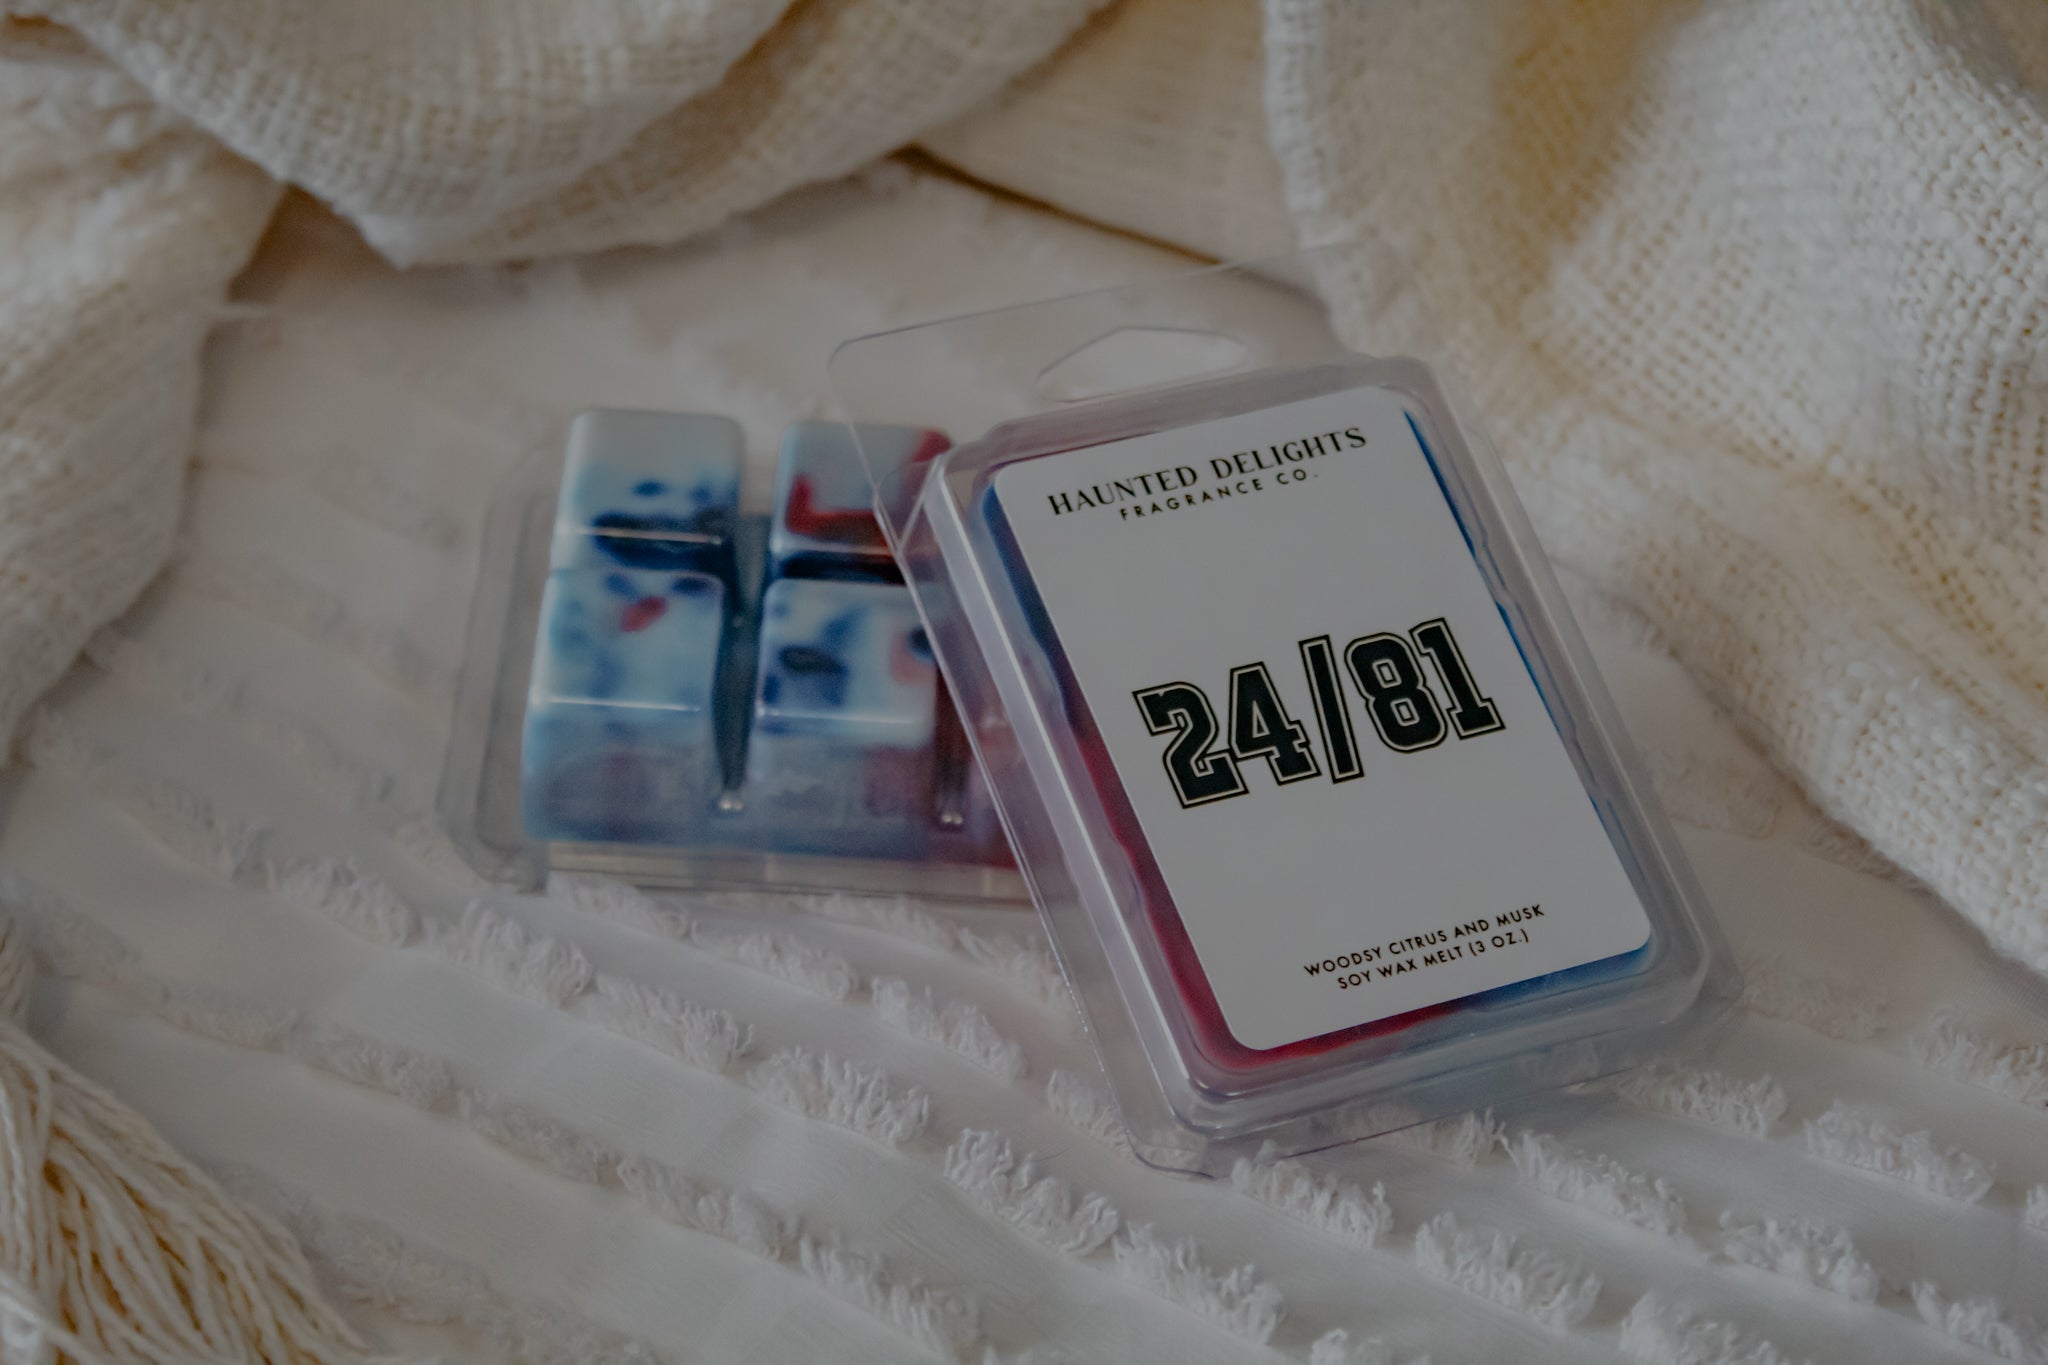 HAUNTED DELIGHTS
FRAGRANCE CO.
24/81
WOODSY CITRUS AND MUSK
SOY WAX MELT (3 OZ.)